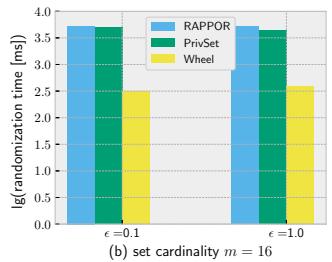 lg(randomization time [ms])
4.0
3.5
3.0
2.5
2.0
1.5
1.0
0.5
0.0
RAPPOR
PrivSet
Wheel
ϵ =0.1
ϵ =1.0
(b) set cardinality m = 16